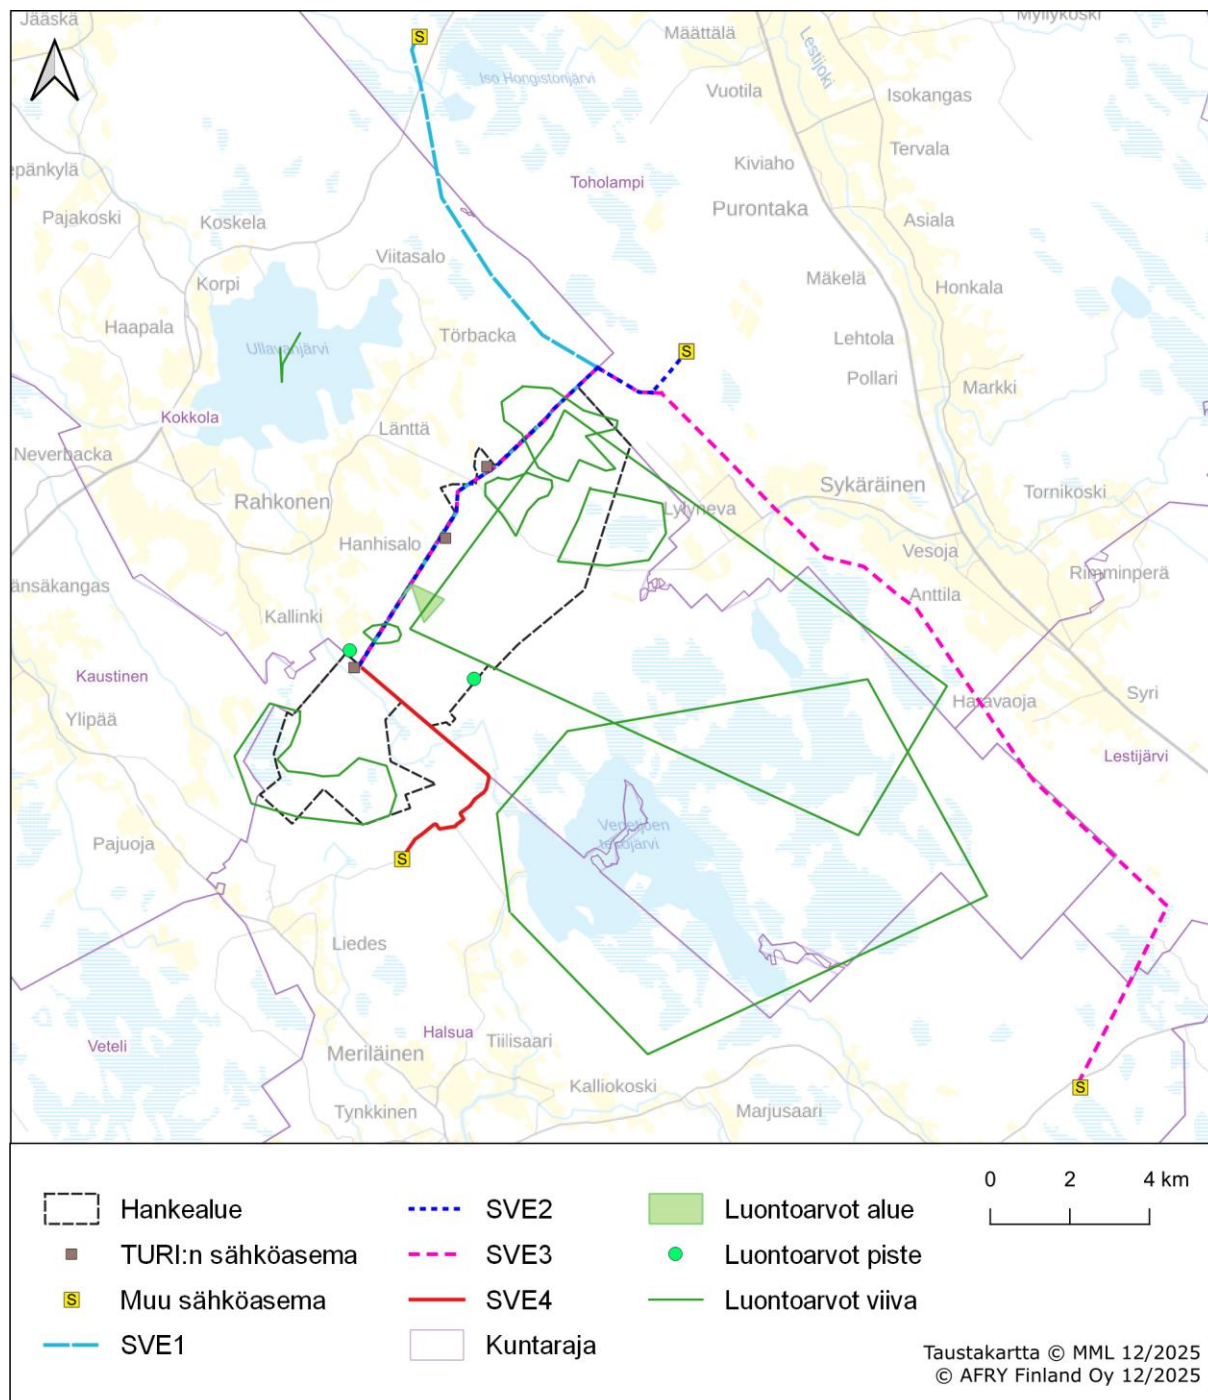 Jääskä
Määttälä
Myllykoski
Lestijoki
Iso Hongistonjärvi
Vuotila
Isokangas
Tervala
epänkylä
Kiviaho
Toholampi
Pajakoski
Koskela
Purontaka
Asiala
Viitasalo
Korpi
Mäkelä
Honkala
Haapala
Törbacka
Lehtola
Ullavanjärvi
Pollari
Markki
Kokkola
Länttä
Neverbacka
Sykäräinen
Tornikoski
Rahkonen
Lylyneva
Hanhisalo
Vesoja
Rimminperä
änsäkangas
Anttila
Kallinki
Kaustinen
Syri
Haravaoja
Ylipää
Lestijärvi
Venetjoen
tekojärvi
Pajuoja
Liedes
Halsua
Tiilisaari
Veteli
Meriläinen
Kalliokoski
Tynkkinen
Marjusaari
S
S
S
S
0 2 4 km
Hankealue
TURI:n sähköasema
S Muu sähköasema
SVE1
SVE2
SVE3
SVE4
Kuntaraja
Luontoarvot alue
Luontoarvot piste
Luontoarvot viiva
Taustakartta © MML 12/2025
© AFRY Finland Oy 12/2025